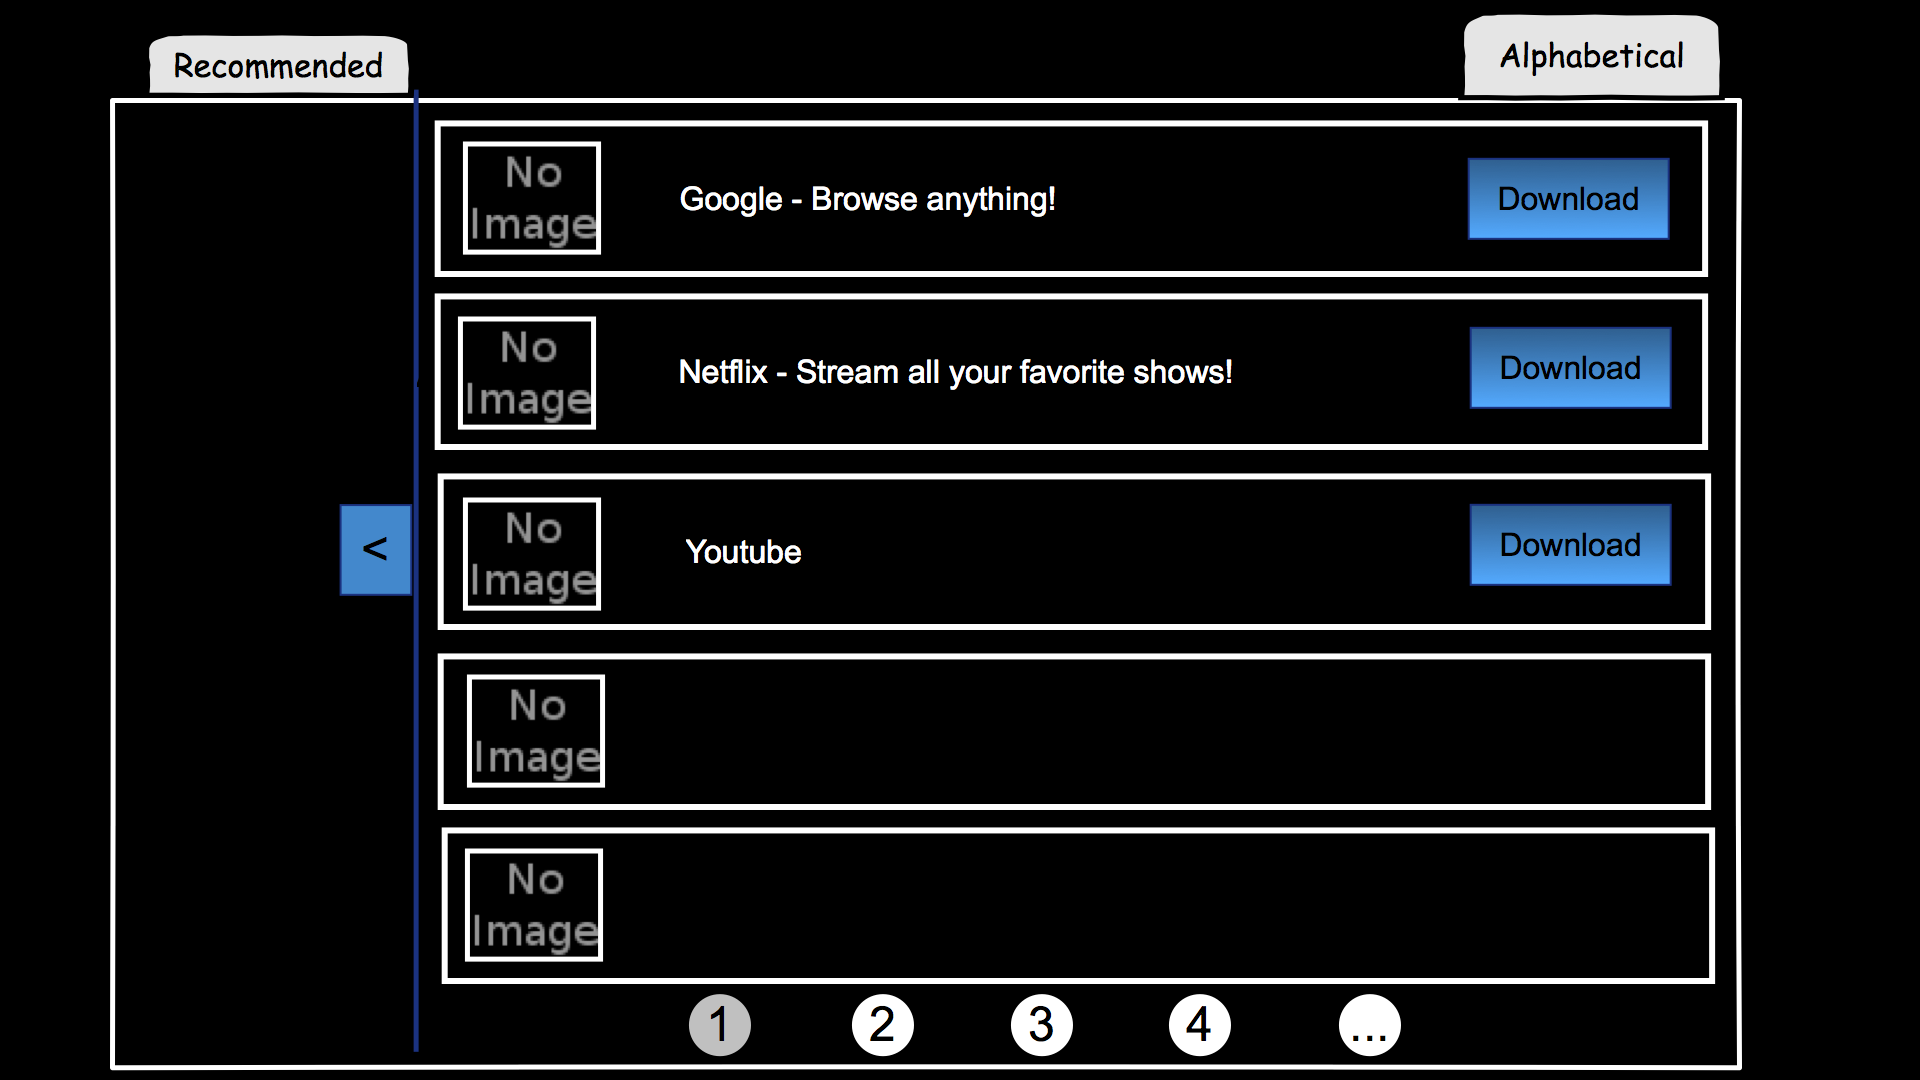 Recommended
Alphabetical
No
Image
Google - Browse anything!
Download
No
Image
Netflix - Stream all your favorite shows!
Download
<
No
Image
Youtube
Download
No
Image
No
Image
1
2
3
4
...